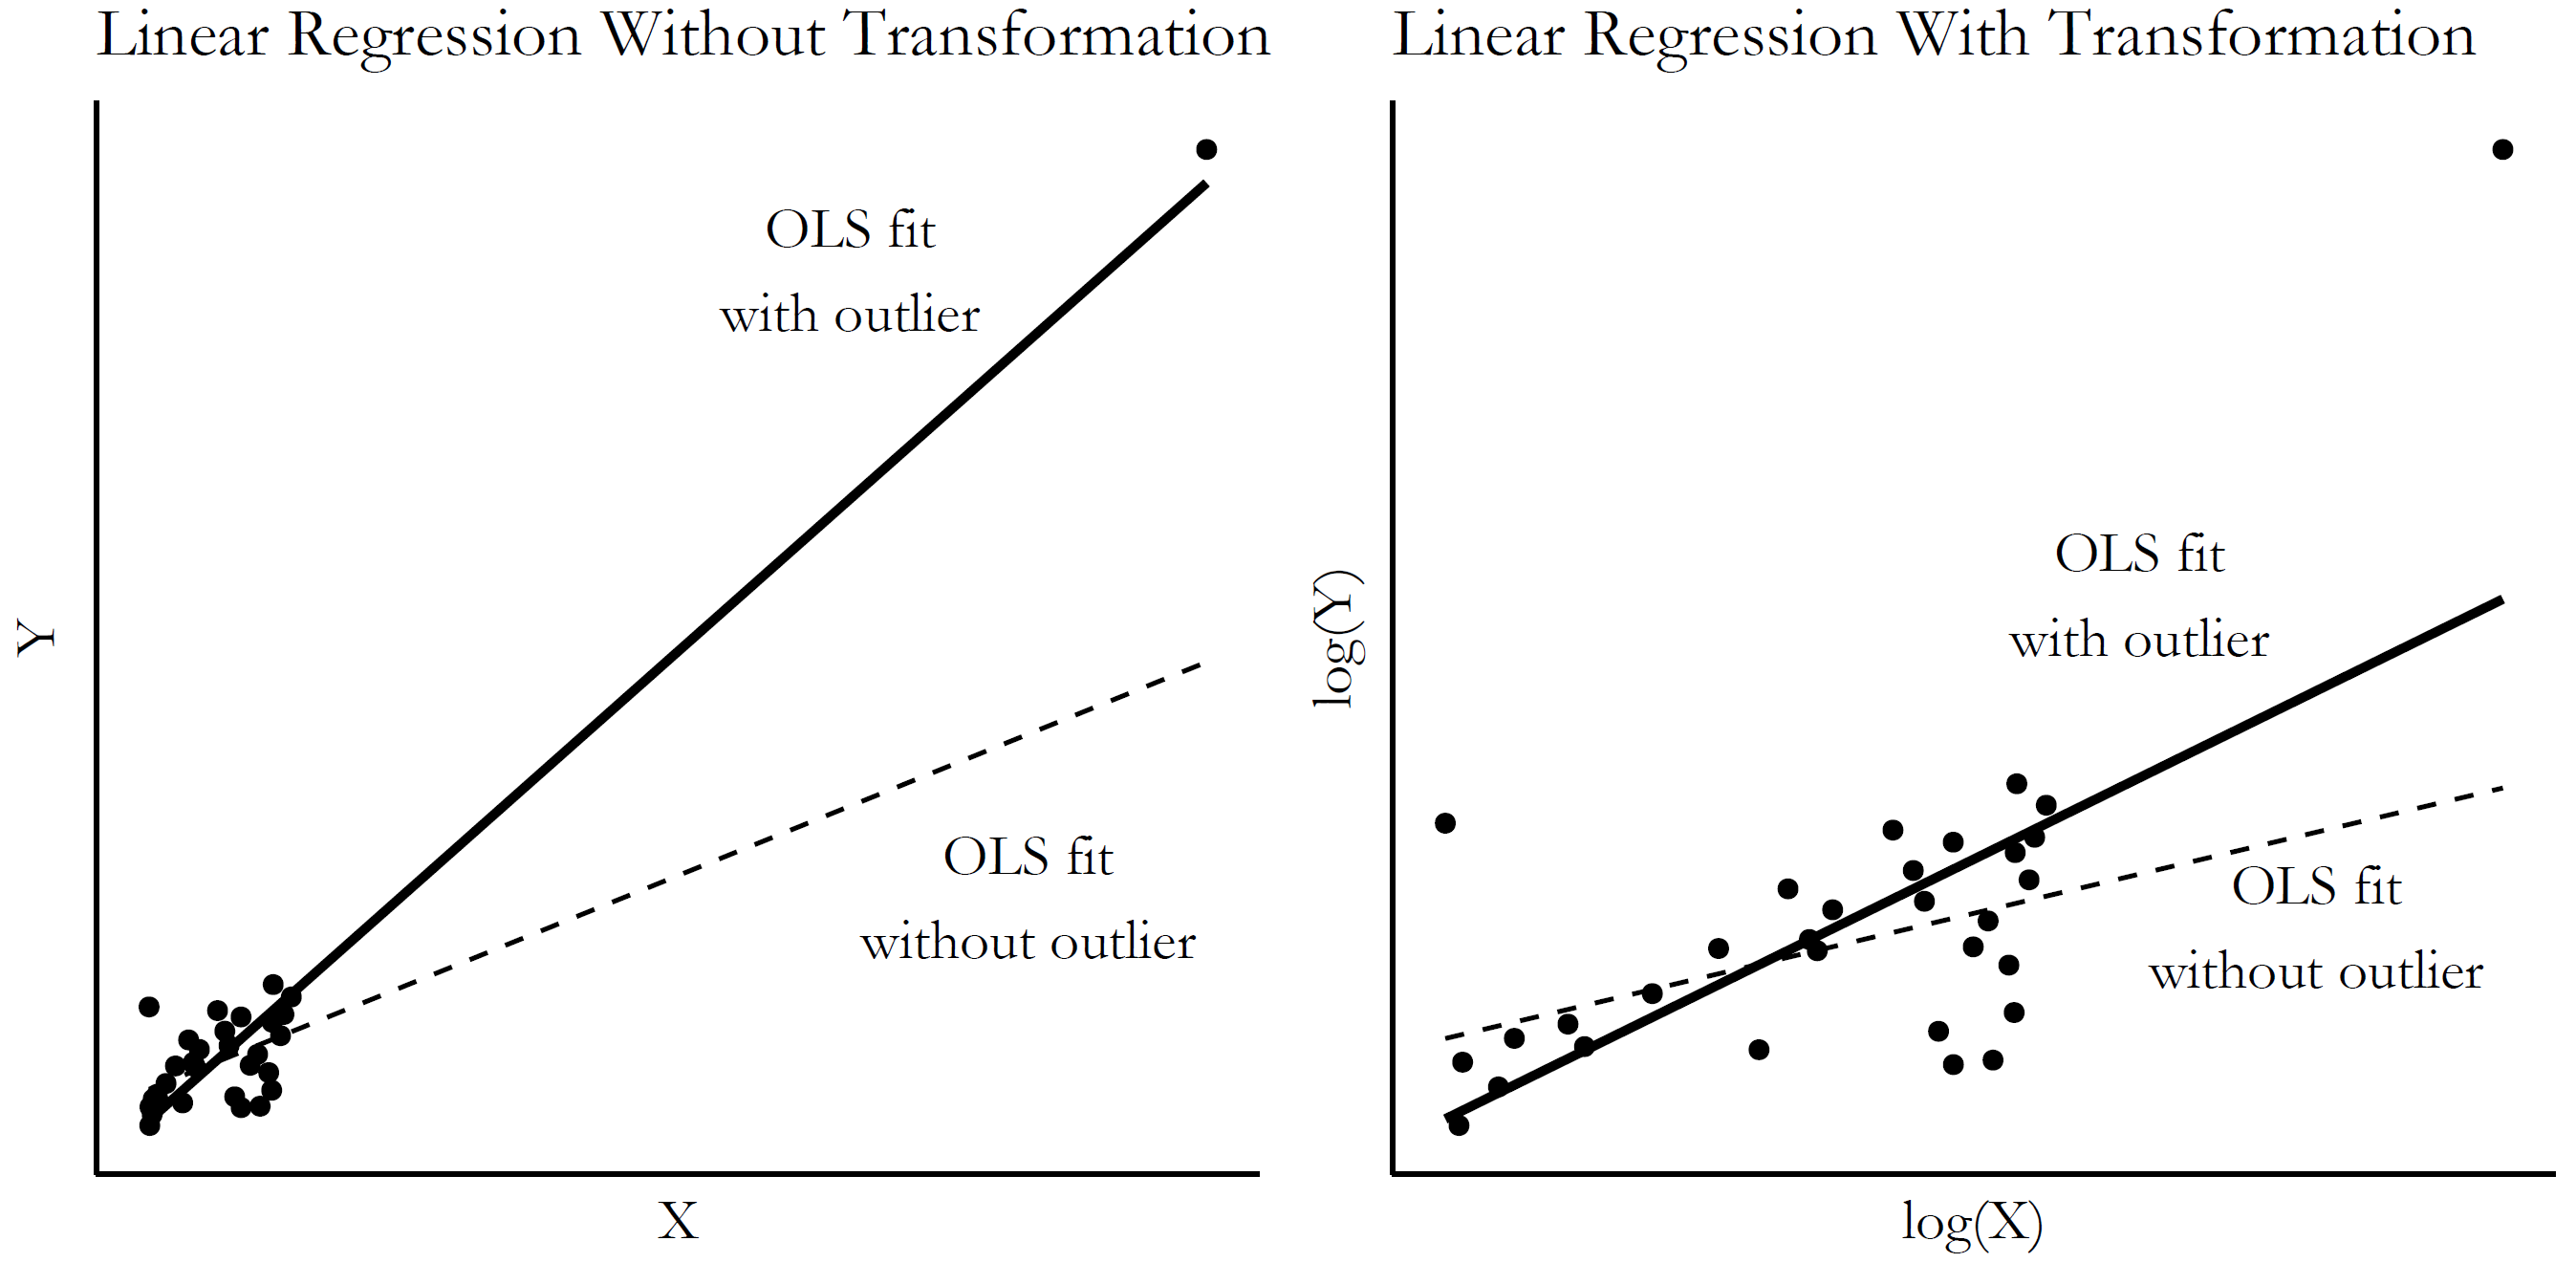 Linear Regression Without Transformation
OLS fit
with outlier
OLS fit
without outlier
Y
X
Linear Regression With Transformation
OLS fit
with outlier
OLS fit
without outlier
log(Y)
log(X)